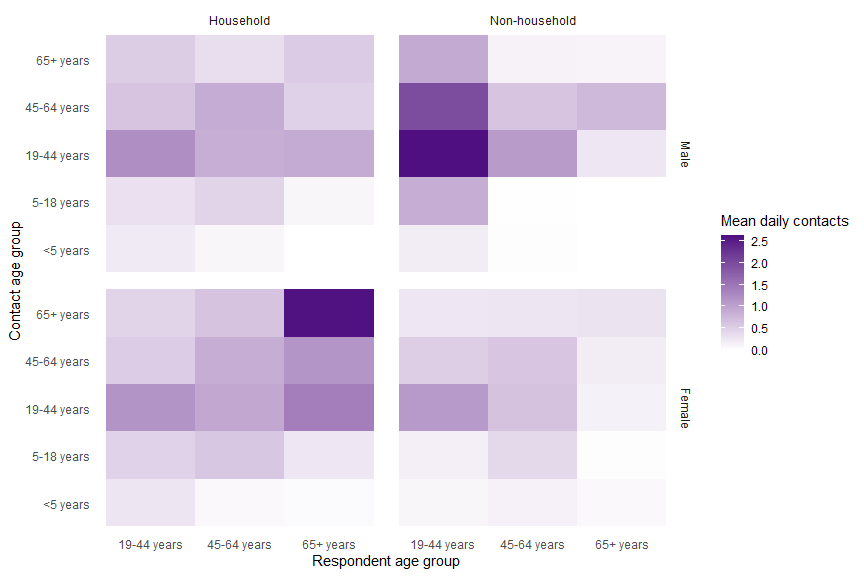 Household Non-household
65+ years
45-64 years
19-44 years
5-18 years
<5 years
Male
65+ years
45-64 years
19-44 years
5-18 years
<5 years
Female
Contact age group
19-44 years 45-64 years 65+ years 19-44 years 45-64 years 65+ years
Respondent age group
Mean daily contacts
2.5
2.0
1.5
1.0
0.5
0.0